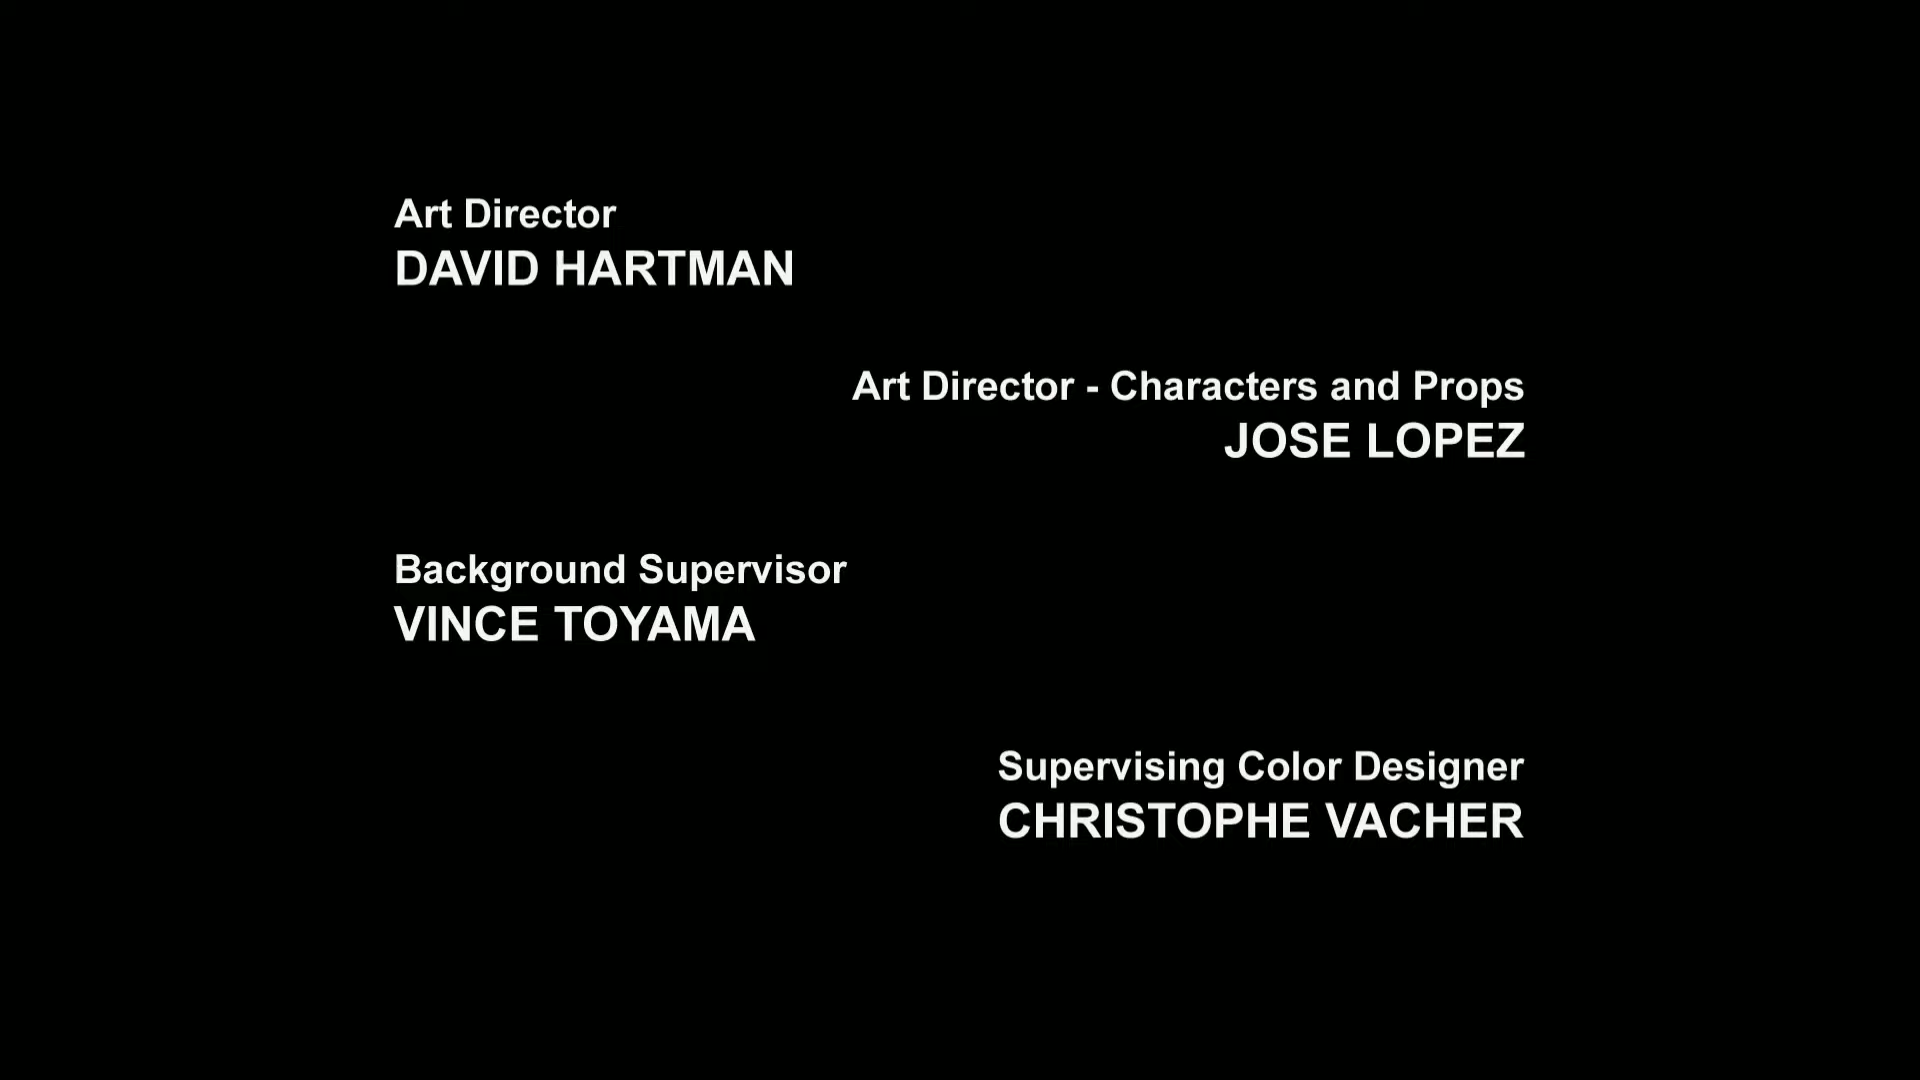 Art Director
DAVID HARTMAN
Art Director - Characters and Props
JOSE LOPEZ
Background Supervisor
VINCE TOYAMA
Supervising Color Designer
CHRISTOPHE VACHER